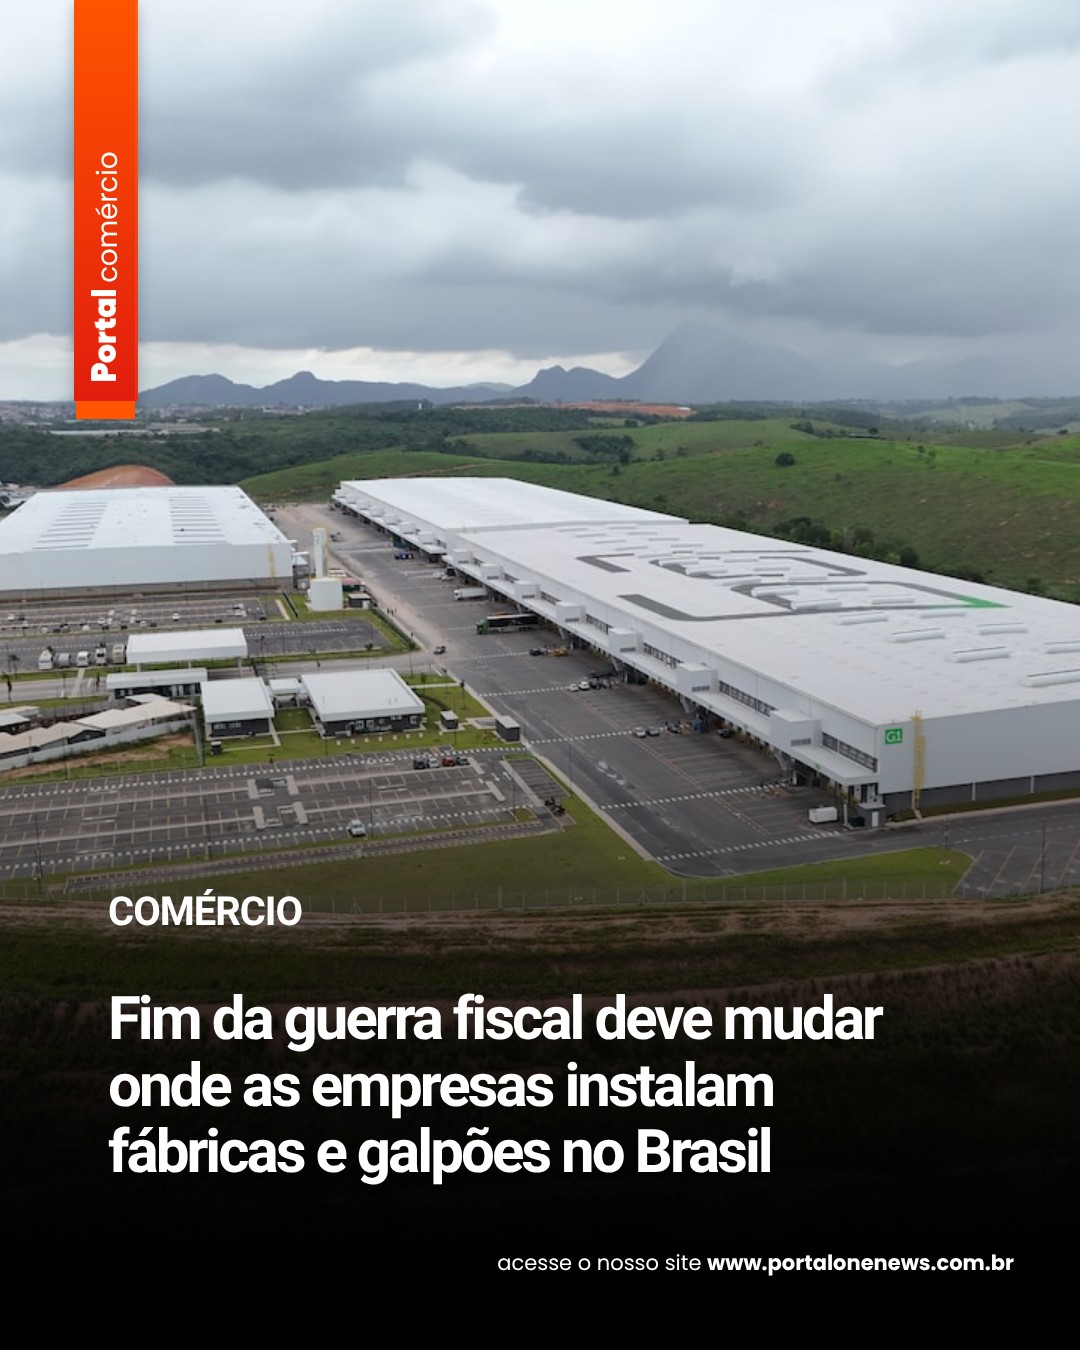 Portal comércio
G1
COMÉRCIO
Fim da guerra fiscal deve mudar
onde as empresas instalam
fábricas e galpões no Brasil
acesse o nosso site www.portalonenews.com.br